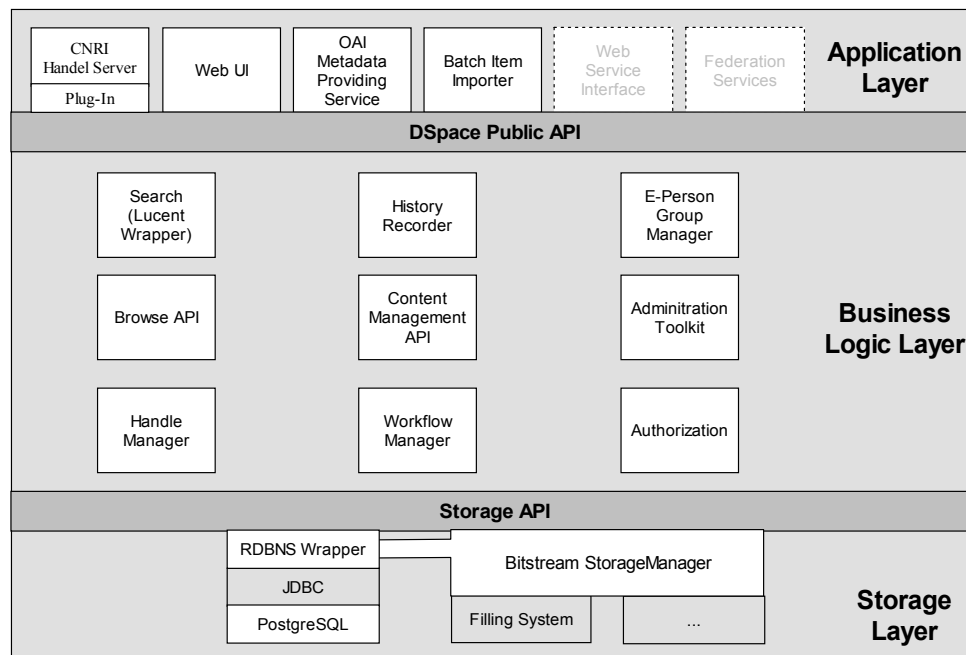 CNRI
Handel Server
Plug-In
Web UI
OAI
Metadata
Providing
Service
Batch Item
Importer
Web
Service
Interface
Federation
Services
Application
Layer
DSpace Public API
Search
(Lucent
Wrapper)
History
Recorder
E-Person
Group
Manager
Browse API
Content
Management
API
Adminitration
Toolkit
Business
Logic Layer
Handle
Manager
Workflow
Manager
Authorization
Storage API
RDBNS Wrapper
JDBC
PostgreSQL
Bitstream StorageManager
Filling System
...
Storage
Layer